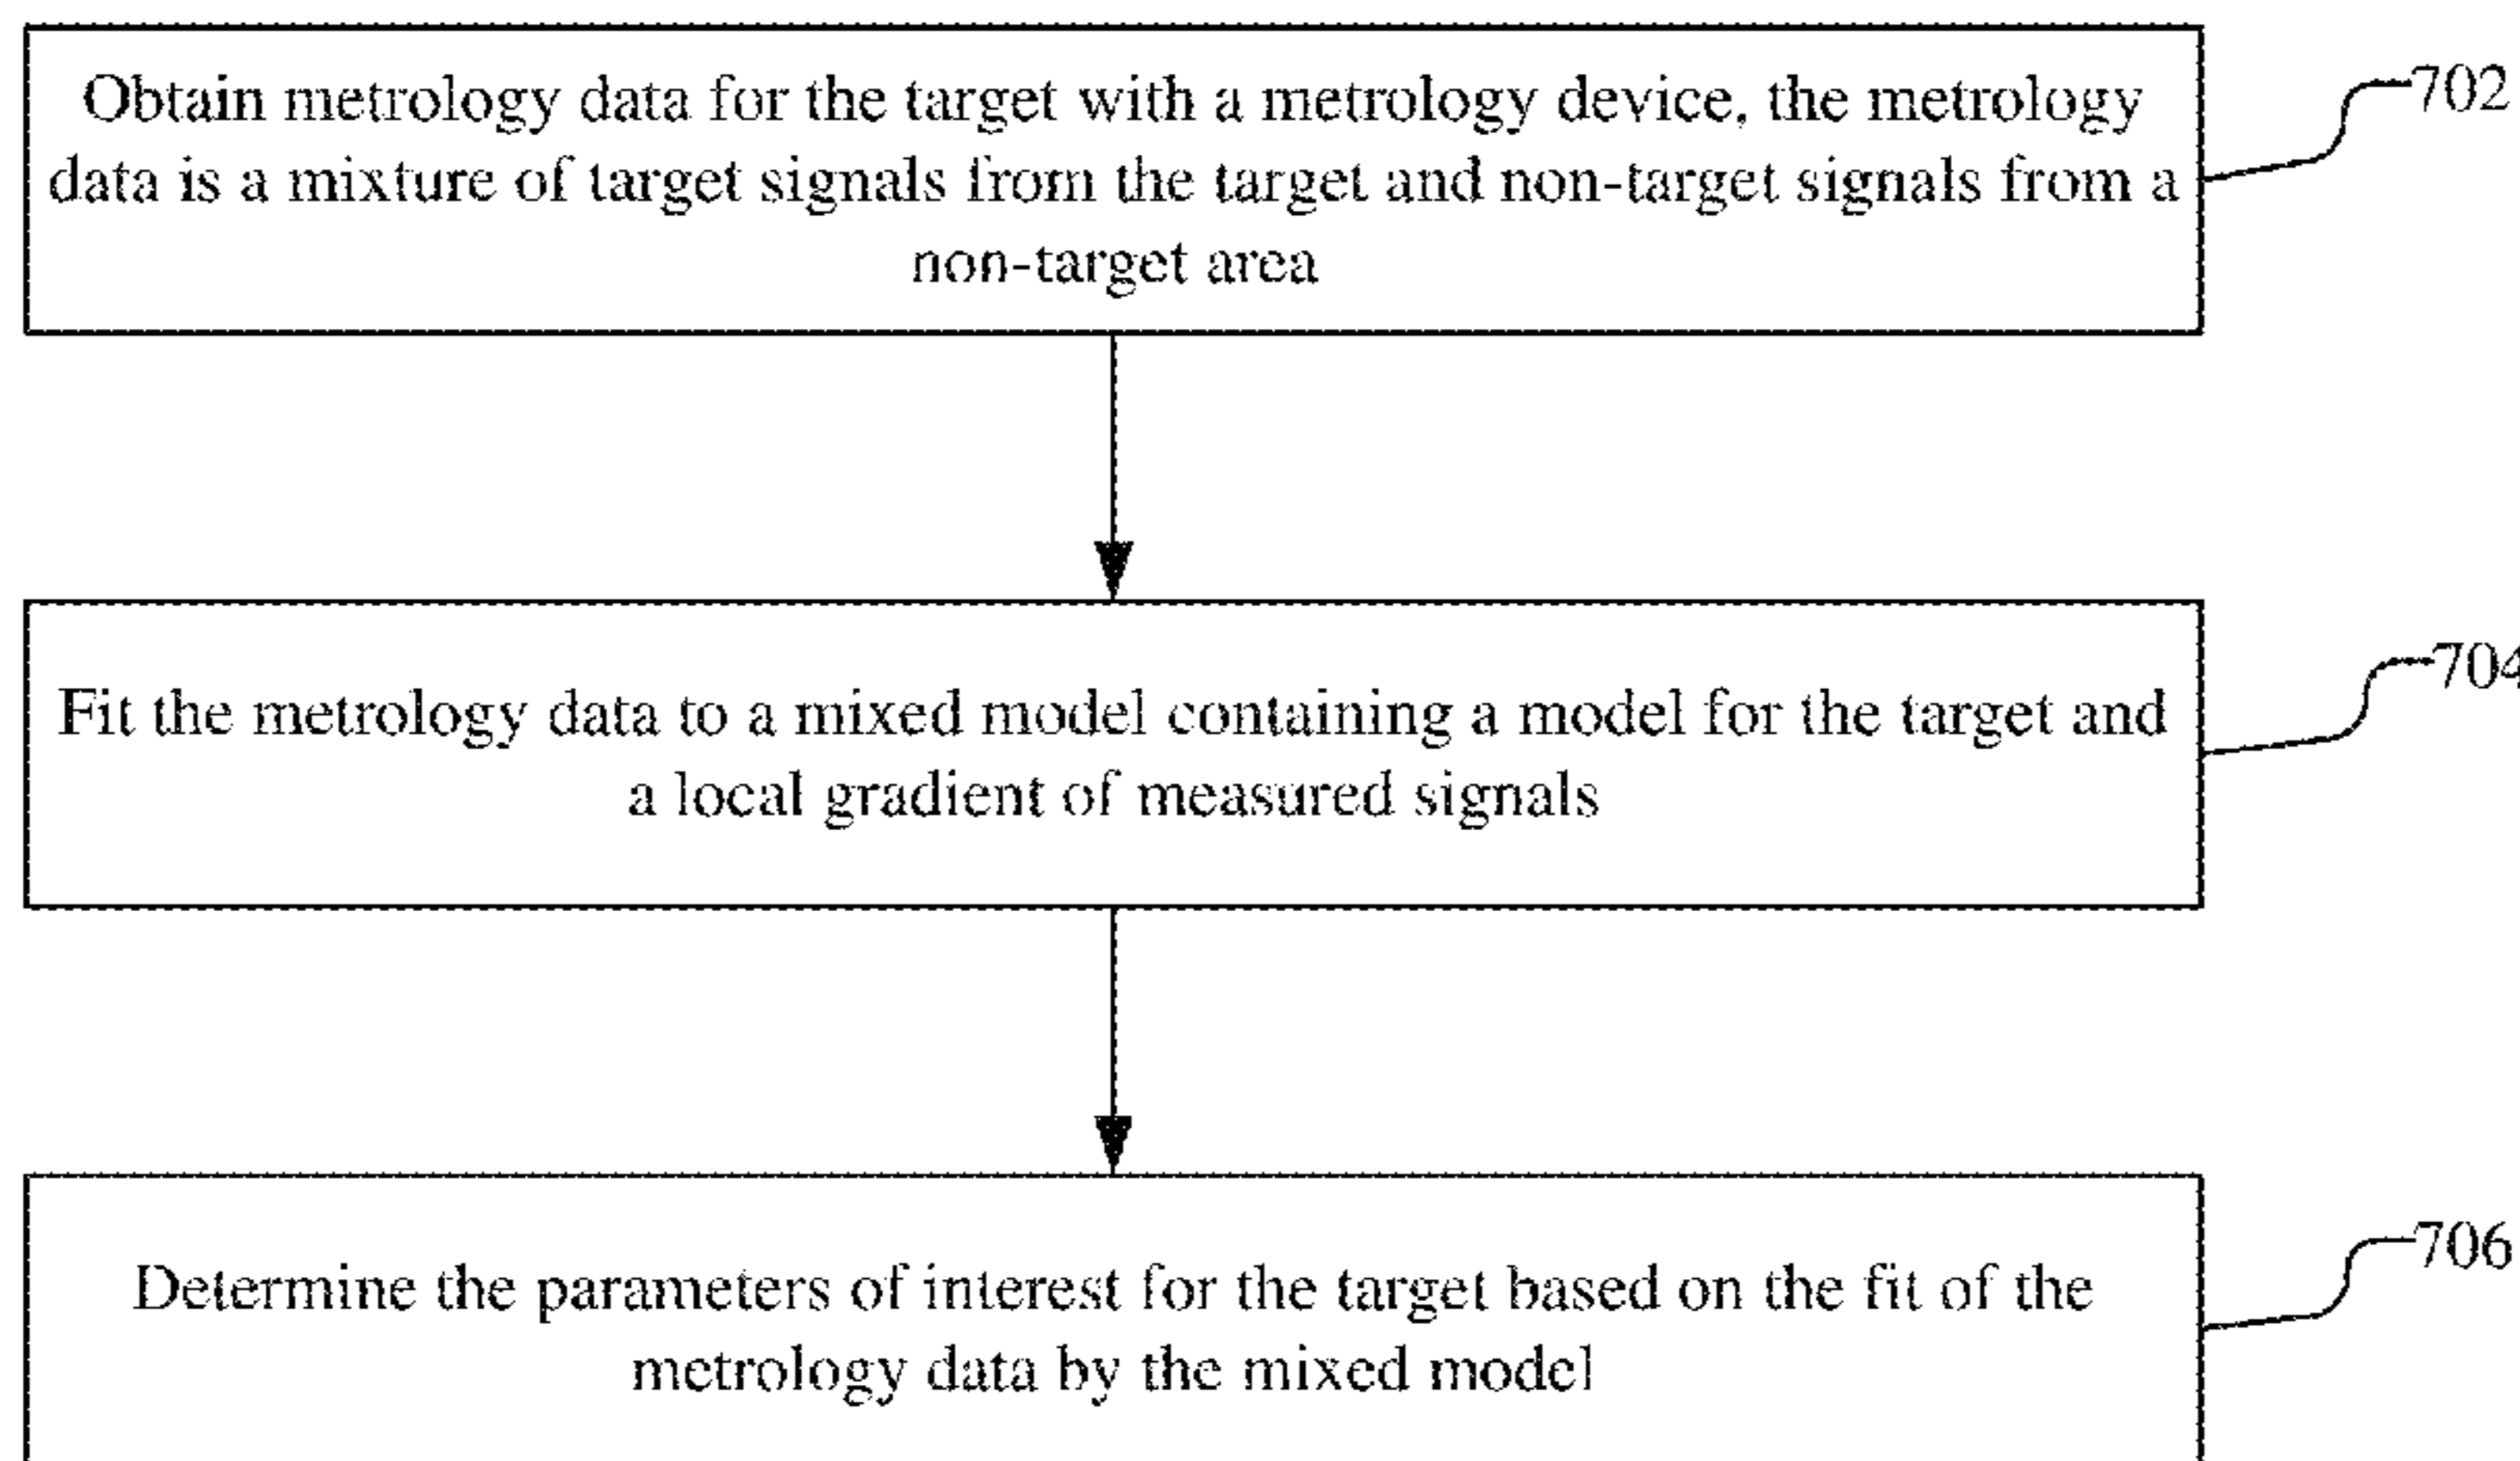 Obtain metrology data for the target with a metrology device, the metrology
data is a mixture of target signals from the target and non-target signals from a
non-target area
702
Fit the metrology data to a mixed model containing a model for the target and
a local gradient of measured signals
704
Determine the parameters of interest for the target based on the fit of the
metrology data by the mixed model
706